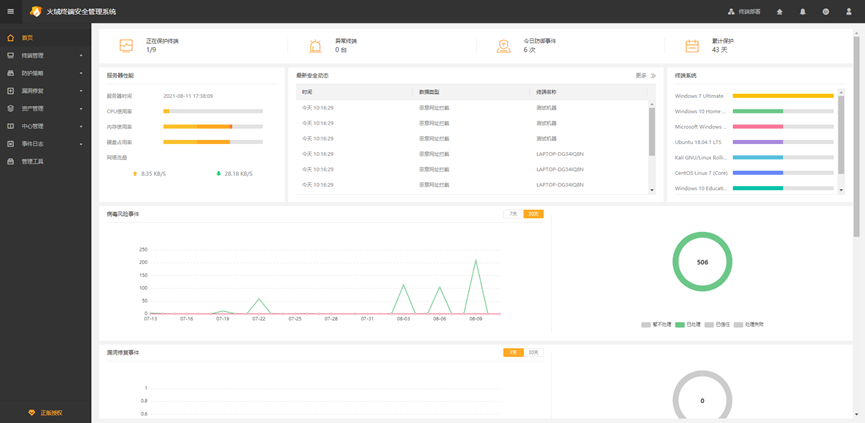 火绒终端安全管理系统
终端部署
首页
终端管理
防护策略
漏洞修复
资产管理
中心管理
事件日志
管理工具
正版授权
正在保护终端
1/9
异常终端
0 台
今日防御事件
6 次
累计保护
43 天
服务器性能
服务器时间 2021-08-11 17:38:09
CPU使用率
内存使用率
硬盘占用率
网络流量
8.35 KB/S 28.18 KB/S
最新安全动态 更多
时间 数据类型 终端名称
今天 10:16:29 恶意网址拦截 测试机器
今天 10:16:29 恶意网址拦截 测试机器
今天 10:16:29 恶意网址拦截 测试机器
今天 10:16:29 恶意网址拦截 LAPTOP-DG34IQ8N
今天 10:16:29 恶意网址拦截 LAPTOP-DG34IQ8N
今天 10:16:29 恶意网址拦截 LAPTOP-DG34IQ8N
终端系统
Windows 7 Ultimate
Windows 10 Home ...
Microsoft Windows ...
Ubuntu 18.04.1 LTS
Kali GNU/Linux Rolli...
CentOS Linux 7 (Core)
Windows 10 Educati...
病毒风险事件
7天 30天
250
200
150
100
50
0
07-13 07-16 07-19 07-22 07-25 07-28 07-31 08-03 08-06 08-09
506
暂不处理 已处理 已信任 处理失败
漏洞修复事件
7天 30天
1
0.8
0.6
0